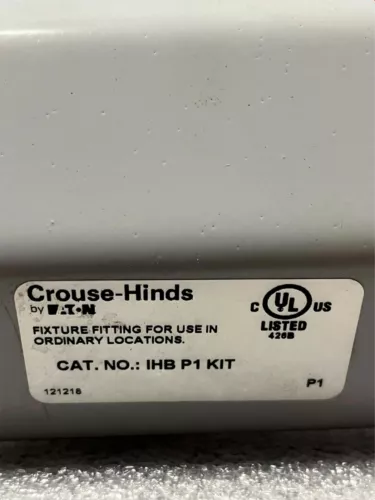 Crouse-Hinds
by EATON
FIXTURE FITTING FOR USE IN
ORDINARY LOCATIONS.
CAT. NO.: IHB P1 KIT
121216
C UL US
LISTED
426B
P1